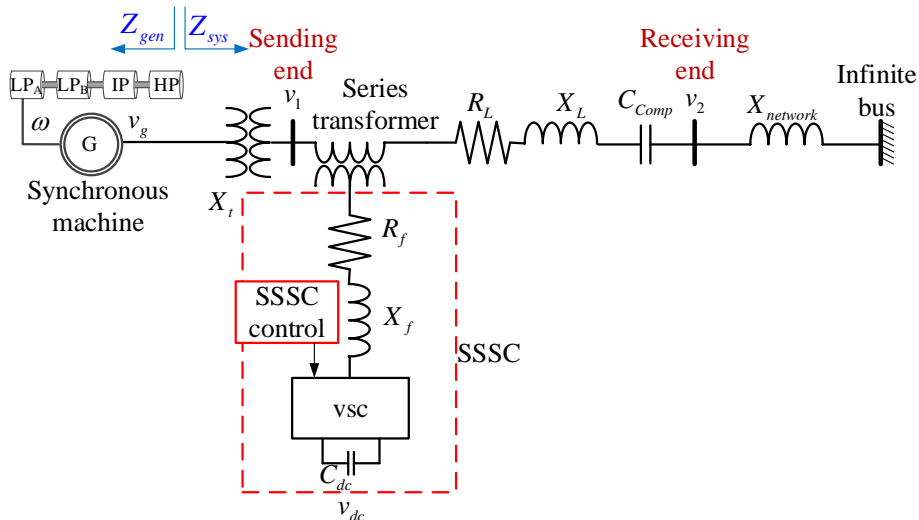 Z_gen Z_sys
Sending
end
Receiving
end
Infinite
bus
LP_A LP_B IP HP
ω
v_g
G
Synchronous
machine
X_t
v_1
Series
transformer
R_L
X_L
C_Comp
v_2
X_network
R_f
SSSC
control
X_f
SSSC
vsc
C_dc
v_dc